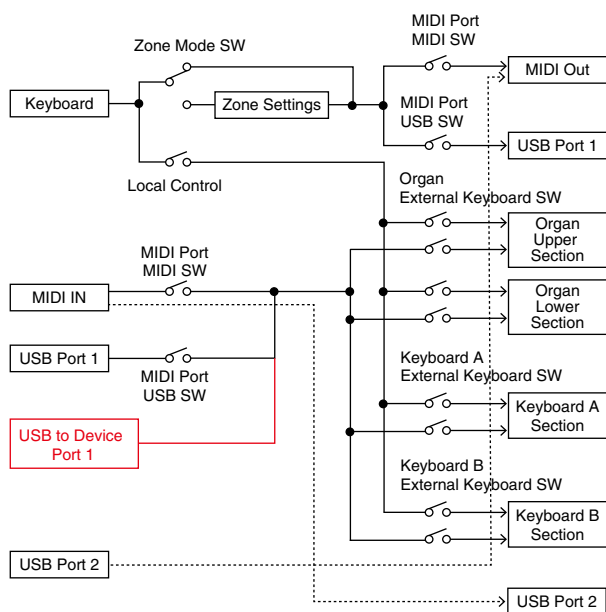 Zone Mode SW
MIDI Port
MIDI SW
MIDI Out
Keyboard
Zone Settings
MIDI Port
USB SW
USB Port 1
Local Control
Organ
External Keyboard SW
Organ
Upper
Section
MIDI Port
MIDI SW
MIDI IN
Organ
Lower
Section
USB Port 1
MIDI Port
USB SW
Keyboard A
External Keyboard SW
Keyboard A
Section
USB to Device
Port 1
Keyboard B
External Keyboard SW
Keyboard B
Section
USB Port 2
USB Port 2